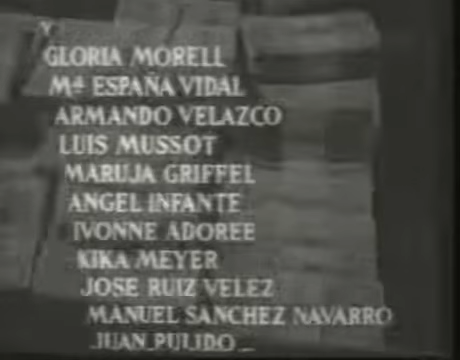 Y
GLORIA MORELL
Mª ESPAÑA VIDAL
ARMANDO VELAZCO
LUIS MUSSOT
MARUJA GRIFFEL
ANGEL INFANTE
IVONNE ADOREE
KIKA MEYER
JOSE RUIZ VELEZ
MANUEL SANCHEZ NAVARRO
JUAN PULIDO